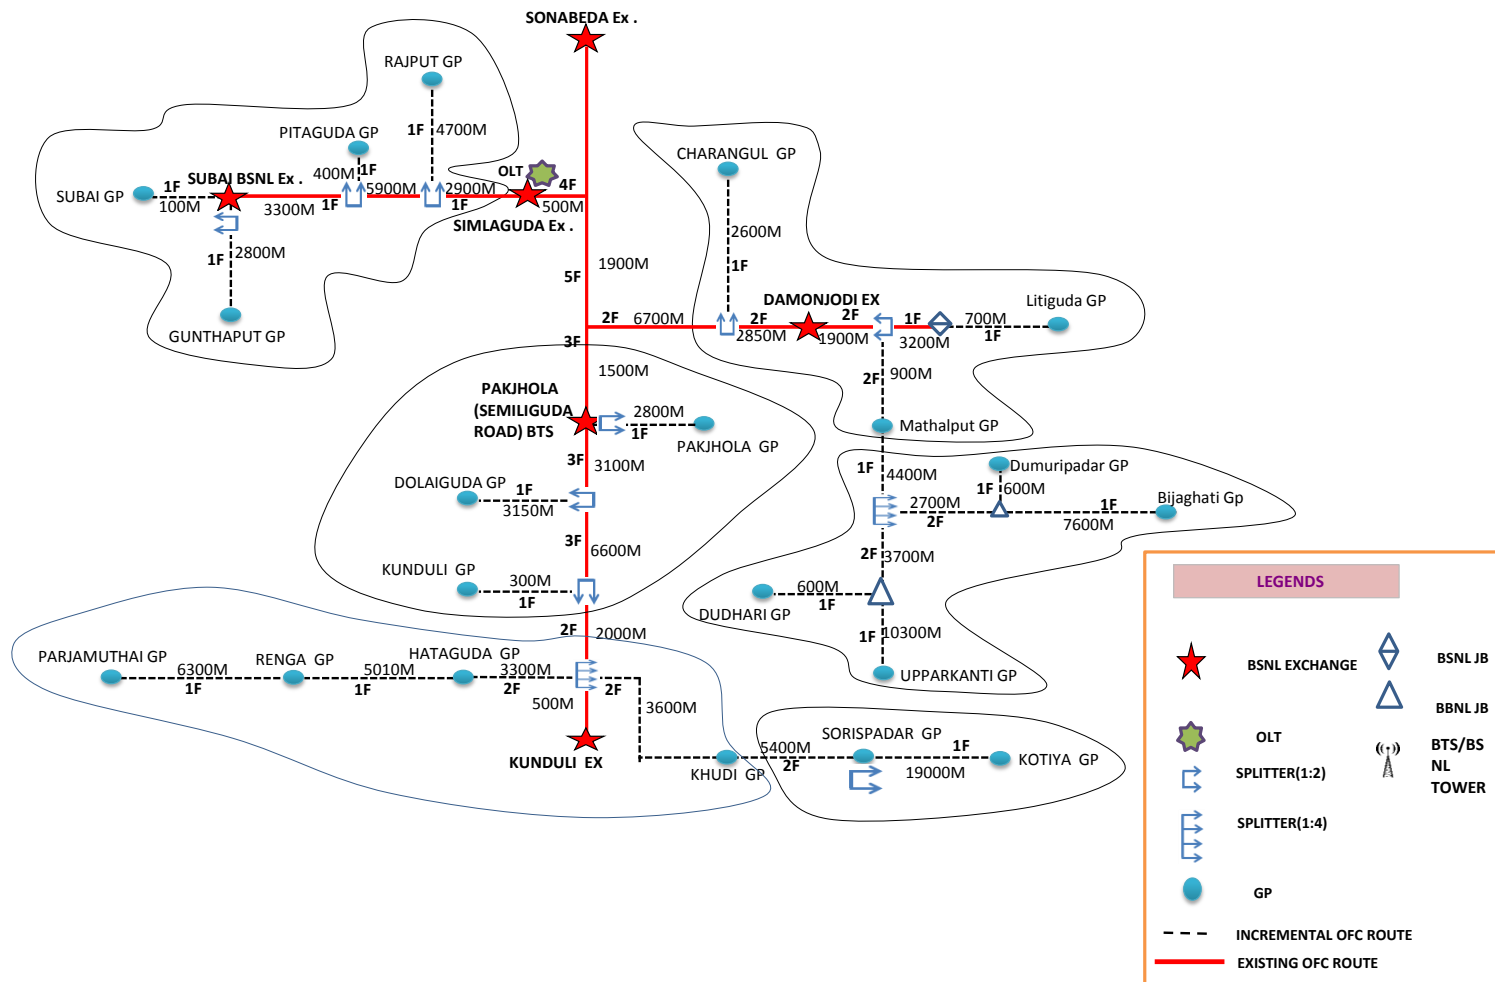 SONABEDA Ex .
RAJPUT GP
1F
4700M
PITAGUDA GP
400M
1F
SUBAI BSNL Ex .
SUBAI GP
1F
100M
3300M
1F
5900M
2900M
1F
OLT
4F
500M
SIMLAGUDA Ex .
1F
2800M
GUNTHAPUT GP
1900M
5F
CHARANGUL GP
2600M
1F
DAMONJODI EX
Litiguda GP
2F
6700M
2F
2850M
2F
1900M
1F
3200M
700M
1F
3F
1500M
2F
900M
Mathalput GP
PAKJHOLA
(SEMILIGUDA
ROAD) BTS
2800M
1F
PAKJHOLA GP
3F
3100M
DOLAIGUDA GP
1F
3150M
3F
6600M
KUNDULI GP
300M
1F
1F
4400M
Dumuripadar GP
1F
600M
Bijaghati Gp
2700M
2F
1F
7600M
2F
3700M
600M
1F
DUDHARI GP
1F
10300M
UPPARKANTI GP
2F
2000M
PARJAMUTHAI GP
6300M
1F
RENGA GP
5010M
1F
HATAGUDA GP
3300M
2F
2F
500M
3600M
KUNDULI EX
KHUDI GP
5400M
2F
SORISPADAR GP
1F
19000M
KOTIYA GP
LEGENDS
BSNL EXCHANGE
BSNL JB
BBNL JB
OLT
BTS/BS
NL
TOWER
SPLITTER(1:2)
SPLITTER(1:4)
GP
INCREMENTAL OFC ROUTE
EXISTING OFC ROUTE